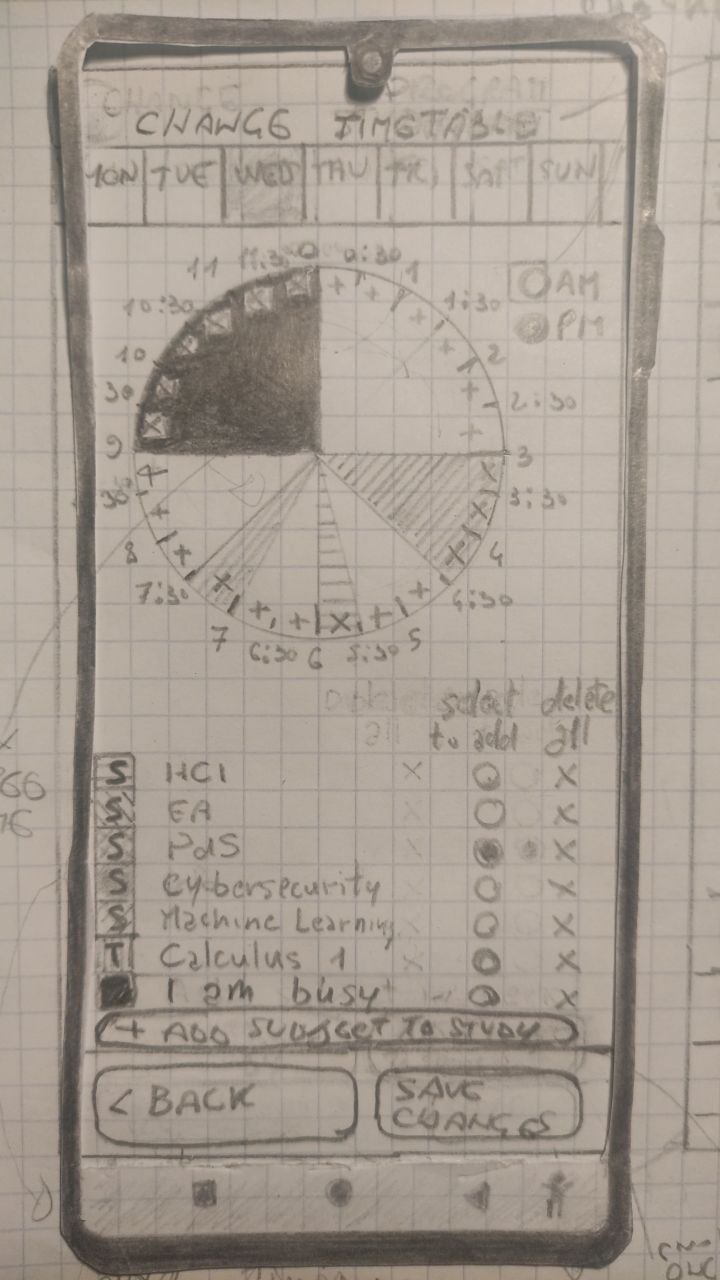 CHANGE TIMETABLE
MON TUE WED THU FRI SAT SUN
11 11:30 0 0:30 1
10:30 1:30
AM
PM
10 2
30 2:30
9 3
30 3:30
8 4
7:30 4:30
7 6:30 6 5:30 5
select delete
to add all
S HCI X X
S EA X
S PdS X
S Cybersecurity X
S Machine Learning X
T Calculus 1 X
I am busy X
+ ADD SUBJECT TO STUDY
< BACK
SAVE
CHANGES